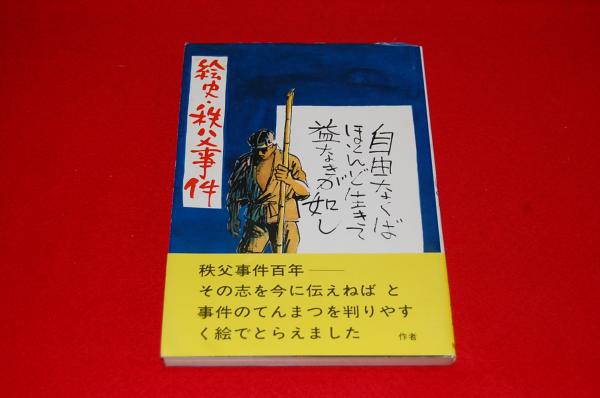 絵史・秩父事件
自由なくば
ほとんど生きて
益なきが如し
秩父事件百年――
その志を今に伝えねば と
事件のてんまつを判りやす
く絵でとらえました
作者